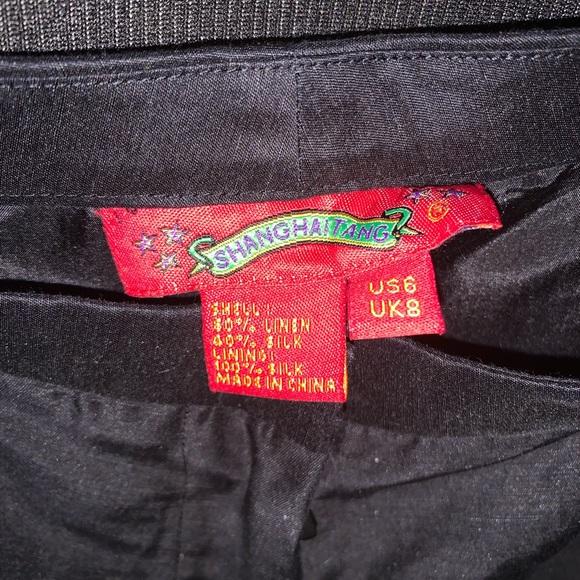 SHANGHAI TANG
US6
UK8
SHELL:
60% LINEN
40% SILK
LINING:
100% SILK
MADE IN CHINA